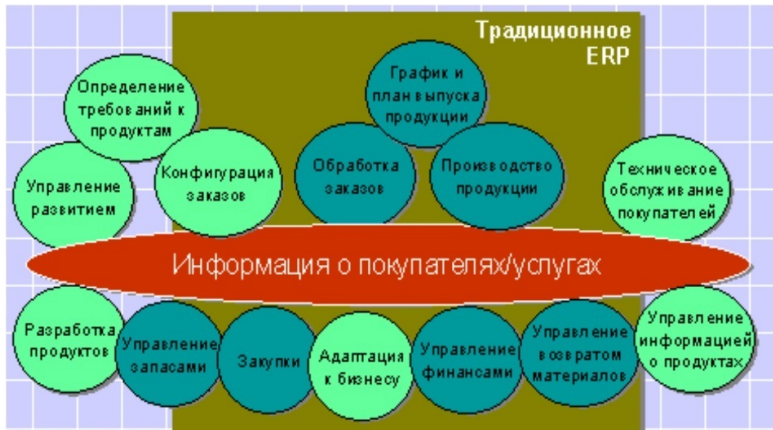 Традиционное
ERP
Определение
требований к
продуктам
График и
план выпуска
продукции
Управление
развитием
Конфигурация
заказов
Обработка
заказов
Производство
продукции
Техническое
обслуживание
покупателей
Информация о покупателях/услугах
Разработка
продуктов
Управление
запасами
Закупки
Адаптация
к бизнесу
Управление
финансами
Управление
возвратом
материалов
Управление
информацией
о продуктах